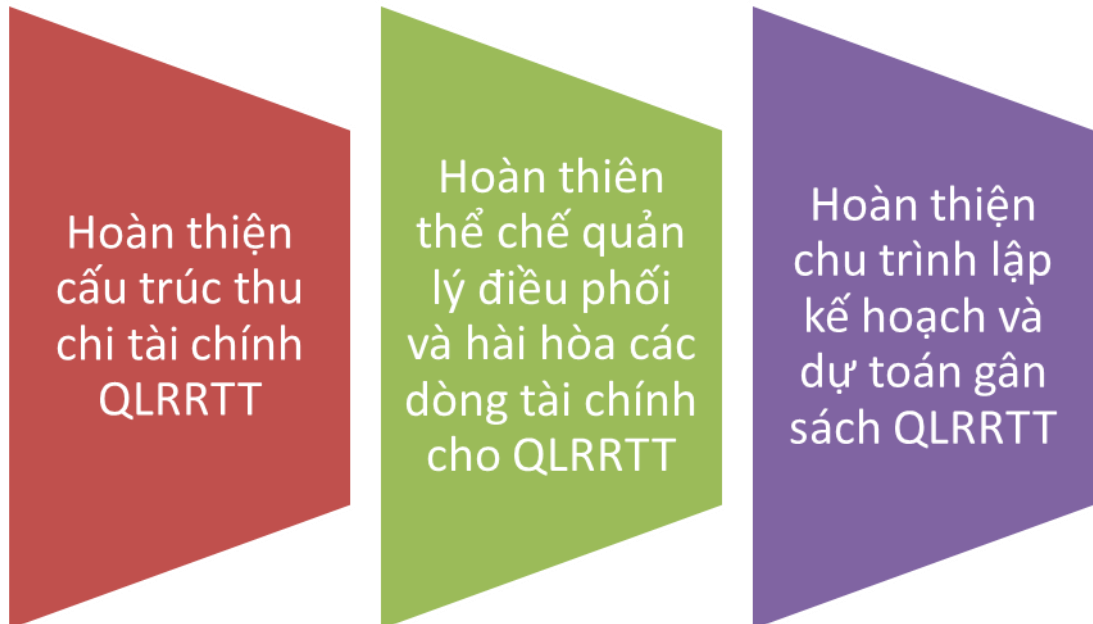 Hoàn thiện
cấu trúc thu
chi tài chính
QLRRTT
Hoàn thiên
thể chế quản
lý điều phối
và hài hòa các
dòng tài chính
cho QLRRTT
Hoàn thiện
chu trình lập
kế hoạch và
dự toán gân
sách QLRRTT